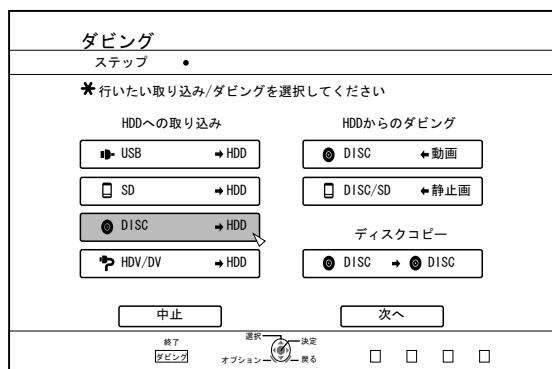 ダビング
ステップ
行いたい取り込み/ダビングを選択してください
HDDへの取り込み
USB ➡ HDD
SD ➡ HDD
DISC ➡ HDD
HDV/DV ➡ HDD
HDDからのダビング
DISC ⬅ 動画
DISC/SD ⬅ 静止画
ディスクコピー
DISC ➡ DISC
中止
次へ
終了
ダビング
選択
決定
オプション
戻る